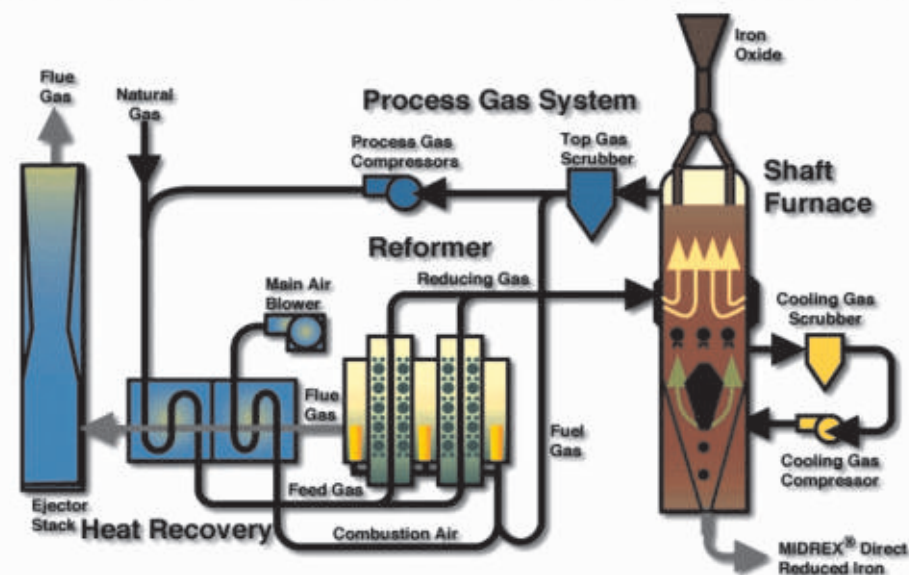 Iron
Oxide
Flue
Gas
Natural
Gas
Process Gas System
Process Gas
Compressors
Top Gas
Scrubber
Shaft
Furnace
Reformer
Reducing Gas
Main Air
Blower
Cooling Gas
Scrubber
Flue
Gas
Fuel
Gas
Cooling Gas
Compressor
Feed Gas
Ejector
Stack
Heat Recovery
Combustion Air
MIDREX® Direct
Reduced Iron